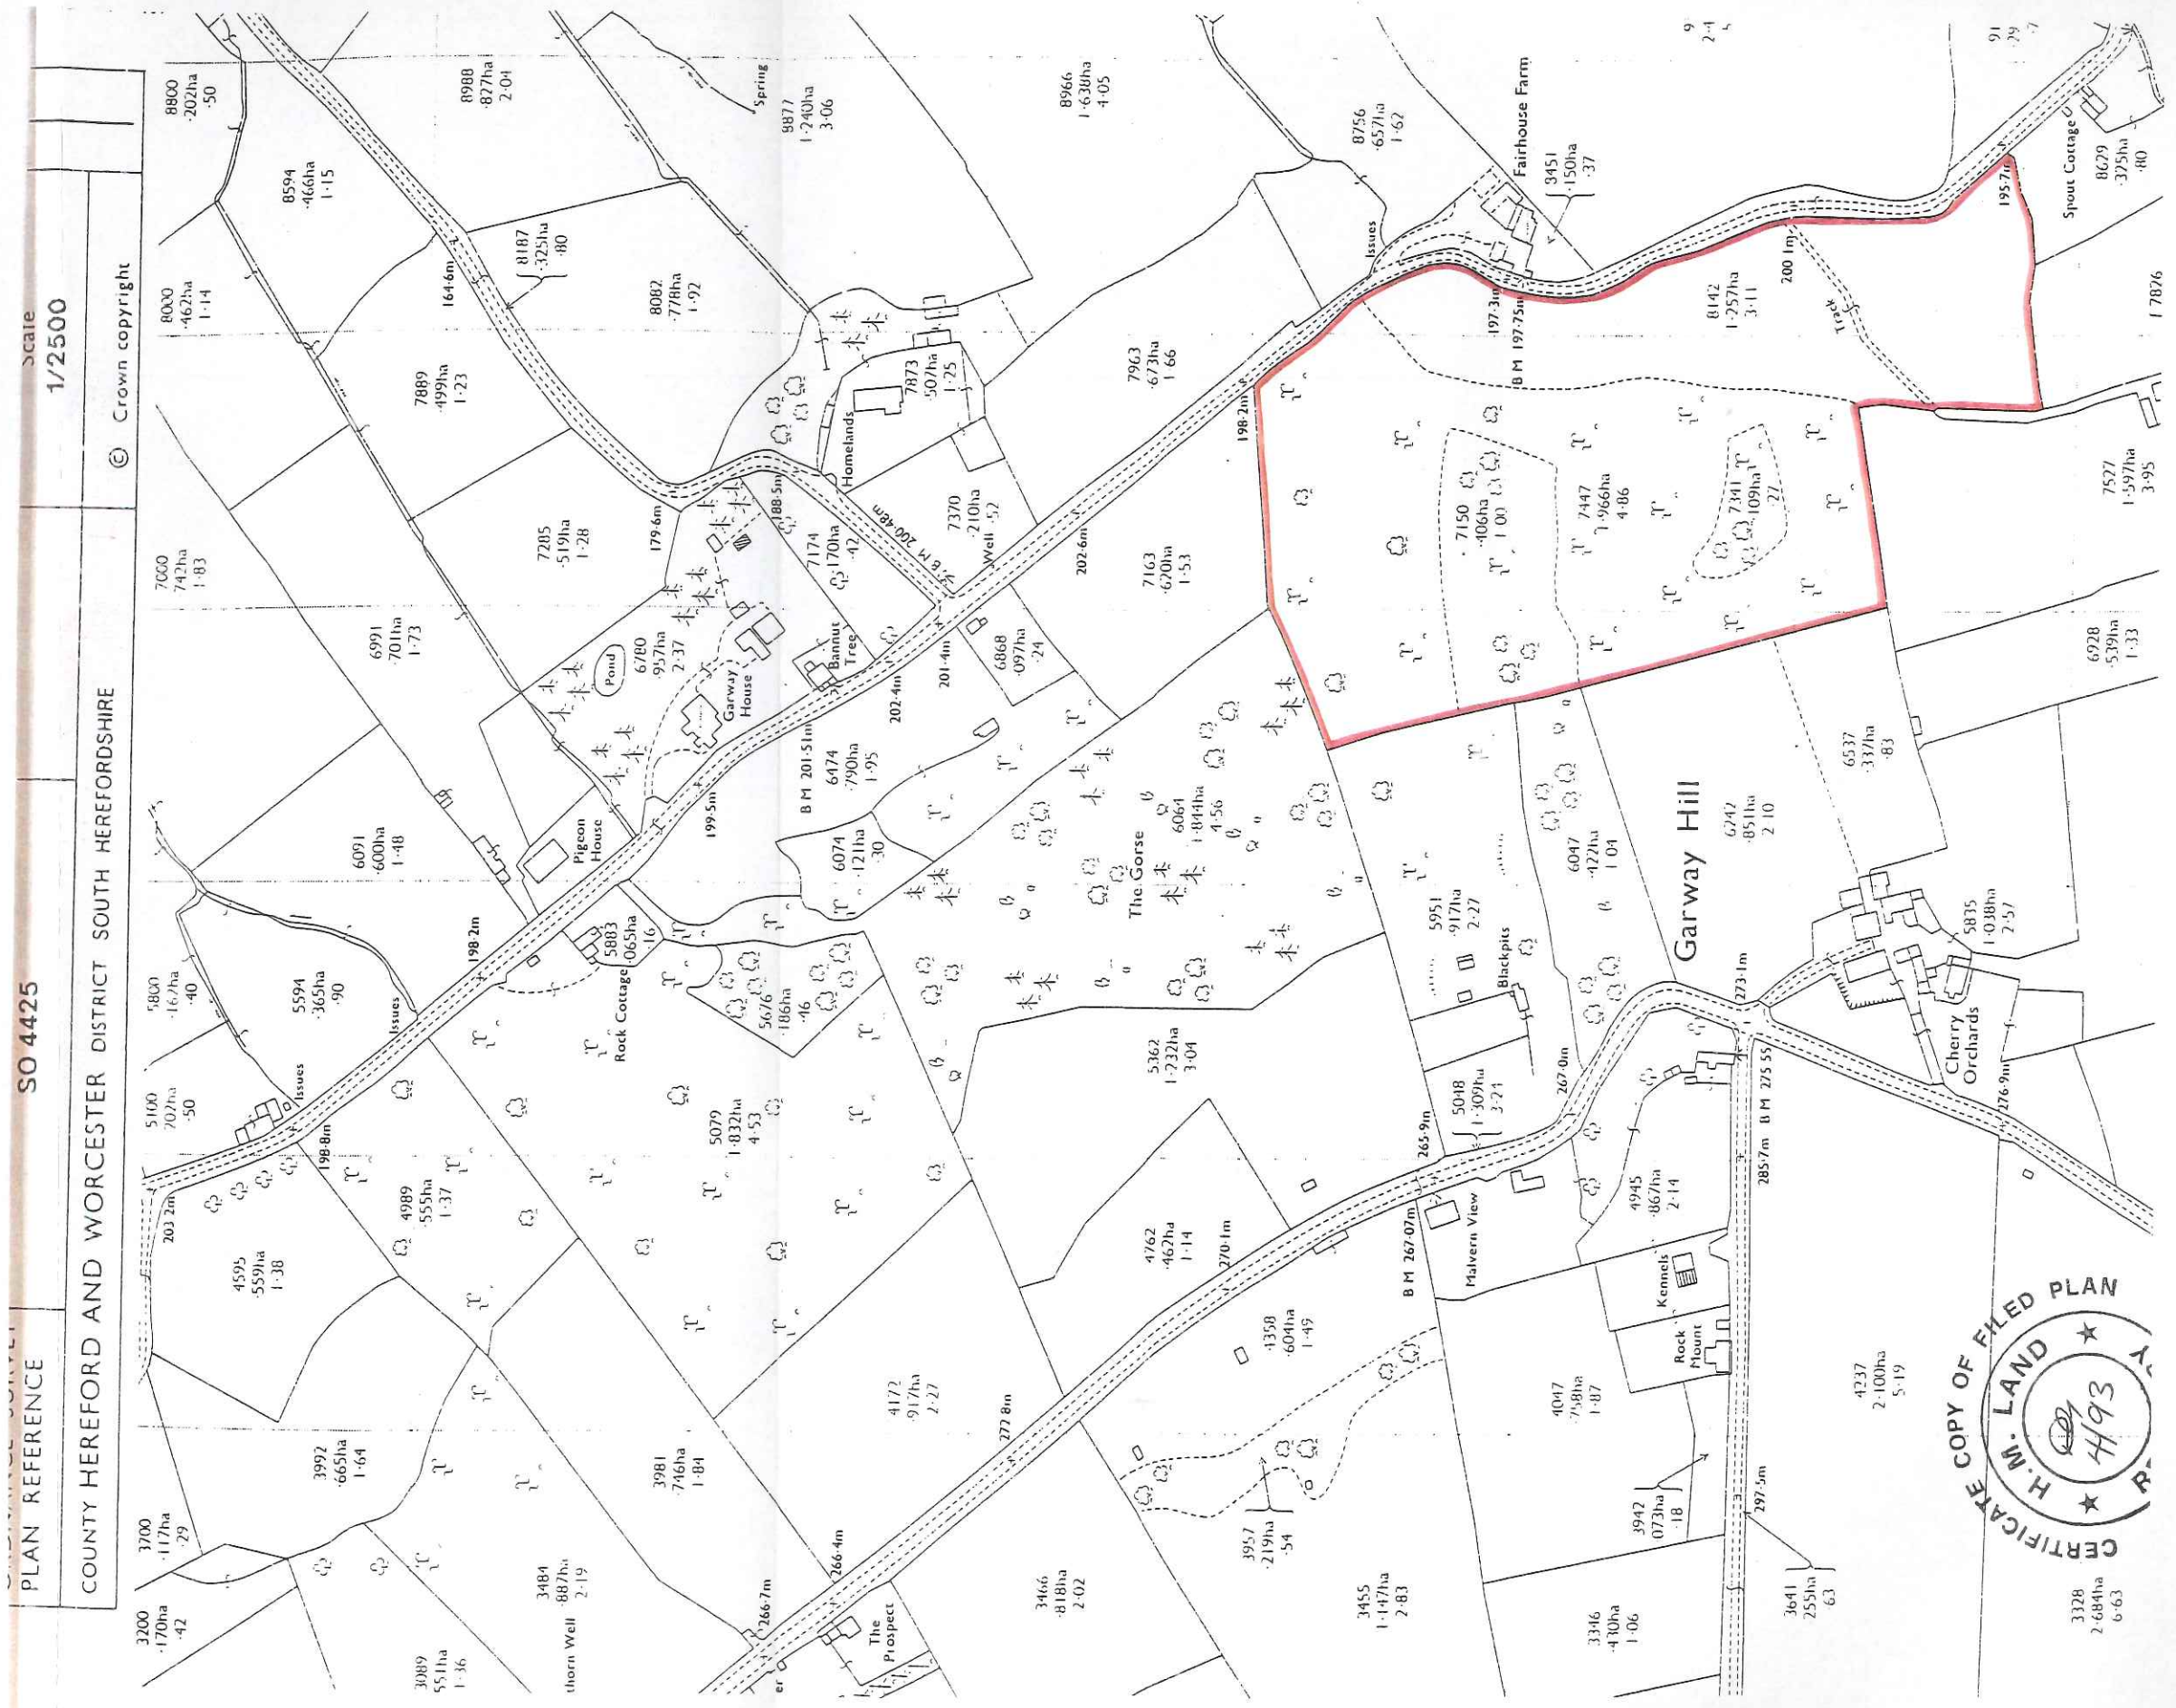 PLAN REFERENCE
SO 4425
Scale
1/2500
COUNTY HEREFORD AND WORCESTER DISTRICT SOUTH HEREFORDSHIRE
© Crown copyright
3200
·170ha
·42
3700
·117ha
·29
203·2m
5100
·50
5800
·162ha
·40
7000
742ha
1·83
8000
·462ha
1·14
8800
·202ha
·50
4595
·559ha
1·38
Issues
5594
·365ha
·90
8594
·466ha
1·15
3992
·665ha
1·64
198·8m
Issues
6091
·600ha
1·48
6991
·701ha
1·73
7889
·499ha
1·23
164·6m
8988
·827ha
2·04
3089
551ha
1·36
4989
·555ha
1·37
198·2m
8187
·325ha
·80
3484
·887ha
2·19
thorn Well
7285
·519ha
1·28
Pigeon
House
Rock Cottage
5883
·065ha
·16
Pond
6780
·957ha
2·37
179·6m
8082
·778ha
1·92
3981
·746ha
1·84
5079
1·832ha
4·53
199·5m
Garway
House
188·5m
Spring
266·7m
5676
·186ha
·46
BM 201·51m
Bannut
Tree
7174
·170ha
·42
Homelands
8877
1·240ha
3·06
266·4m
The
Prospect
6474
·790ha
1·95
6074
·121ha
·30
202·4m
BM 200·48m
7873
·507ha
1·25
4172
·917ha
2·27
201·4m
7370
·210ha
·52
Well
6868
·097ha
·24
277·8m
3466
·818ha
2·02
202·6m
8966
1·638ha
4·05
4762
·462ha
1·14
5362
1·232ha
3·04
The Gorse
6064
1·844ha
4·56
7163
·620ha
1·53
7963
·673ha
1·66
270·1m
198·2m
3957
·219ha
·54
4358
·604ha
1·49
3455
1·147ha
2·83
8756
·657ha
1·62
Issues
BM 267·07m
265·9m
Malvern View
5048
1·309ha
3·21
5951
·917ha
2·27
Blackpits
7150
·406ha
1·00
197·3m
BM 197·75m
Fairhouse Farm
8451
·150ha
·37
267·0m
6047
·422ha
1·04
7447
1·966ha
4·86
3346
·430ha
1·06
4047
·758ha
1·87
4945
·867ha
2·14
Kennels
Rock
Mount
3942
073ha
·18
Garway Hill
6242
·851ha
2·10
7341
·109ha
·27
8142
1·257ha
3·11
200·1m
Track
273·1m
285·7m
BM 275·55
297·5m
3641
255ha
·63
4237
2·100ha
5·19
Cherry
Orchards
276·9m
5835
1·038ha
2·57
6537
·337ha
·83
195·7m
Spout Cottage
8629
·325ha
·80
3328
2·684ha
6·63
6928
·539ha
1·33
7527
1·597ha
3·95
7826
CERTIFICATE COPY OF FILED PLAN
H.M. LAND
4/93